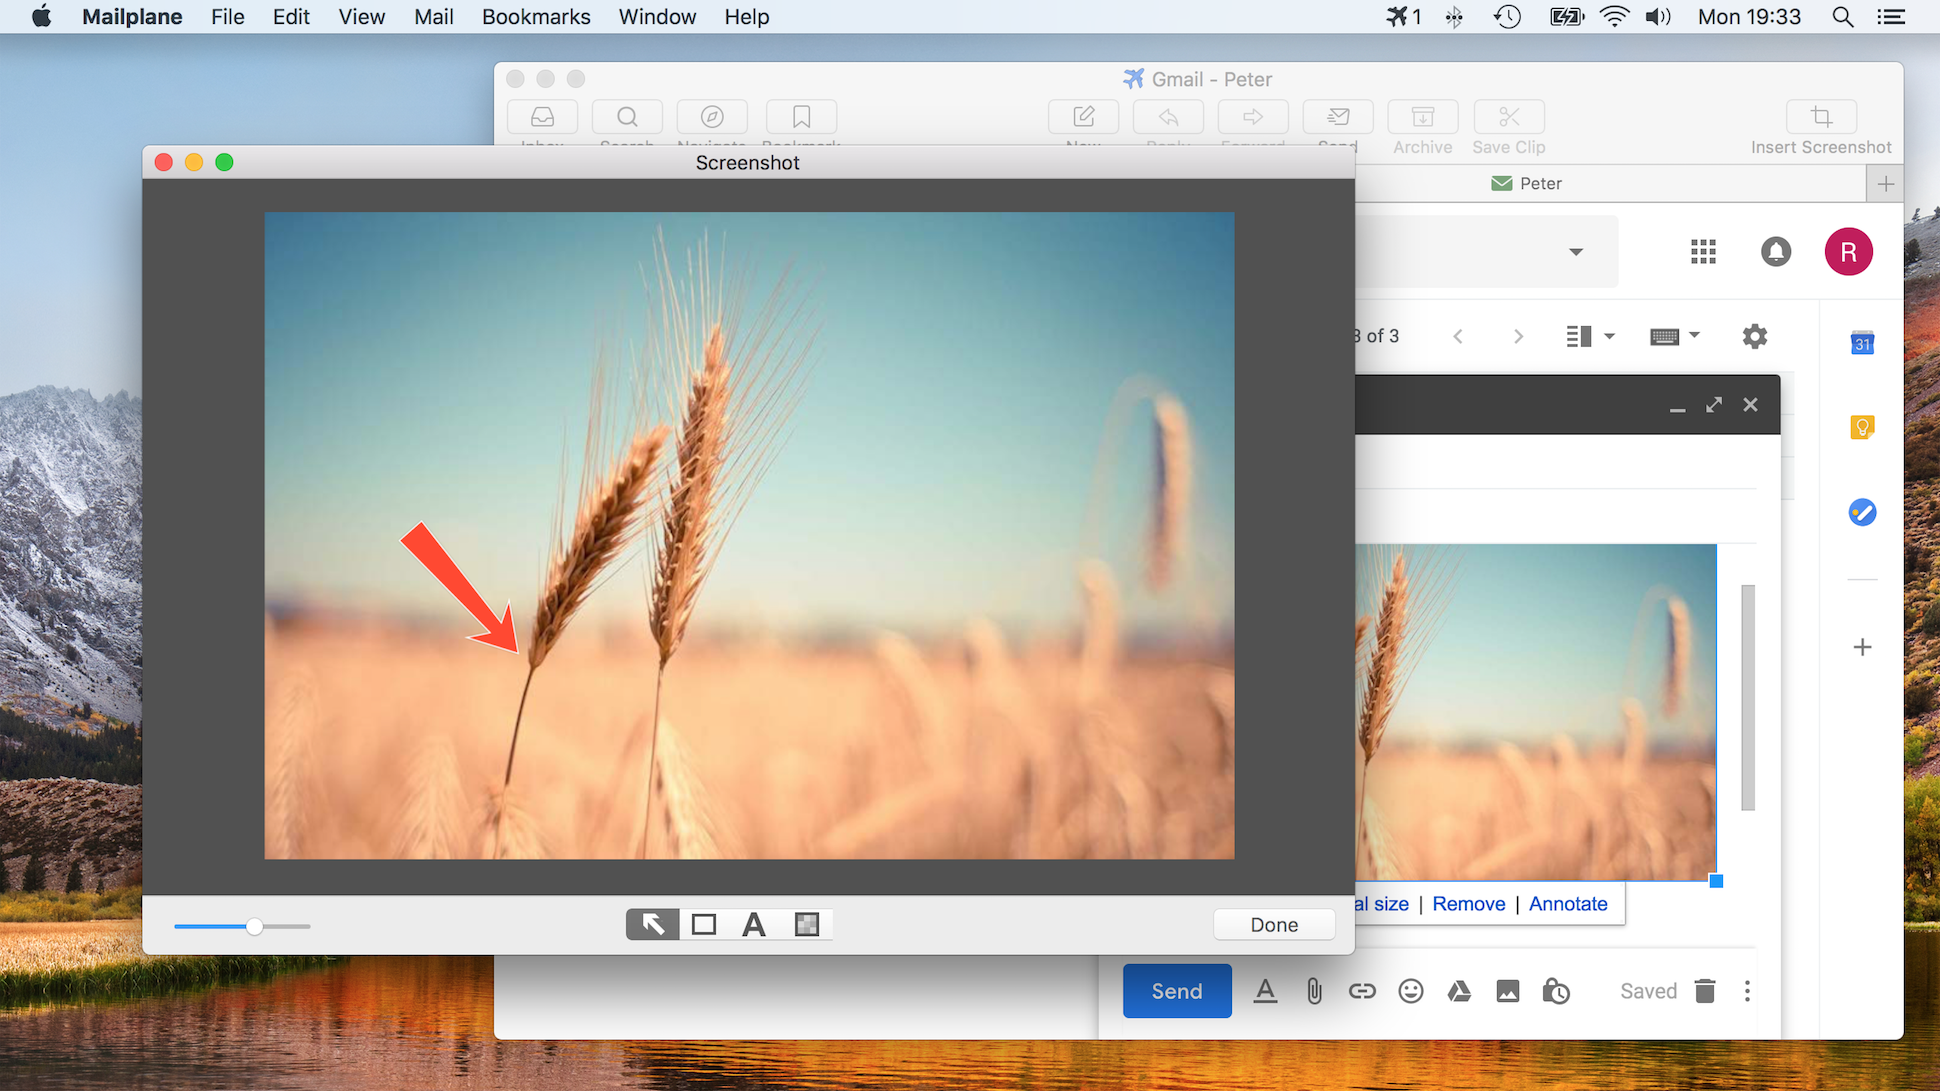 Mailplane File Edit View Mail Bookmarks Window Help 1 Mon 19:33
Gmail - Peter
Archive Save Clip Insert Screenshot
Screenshot
Peter
R
3 of 3
31
al size | Remove | Annotate
A
Done
Send A Saved